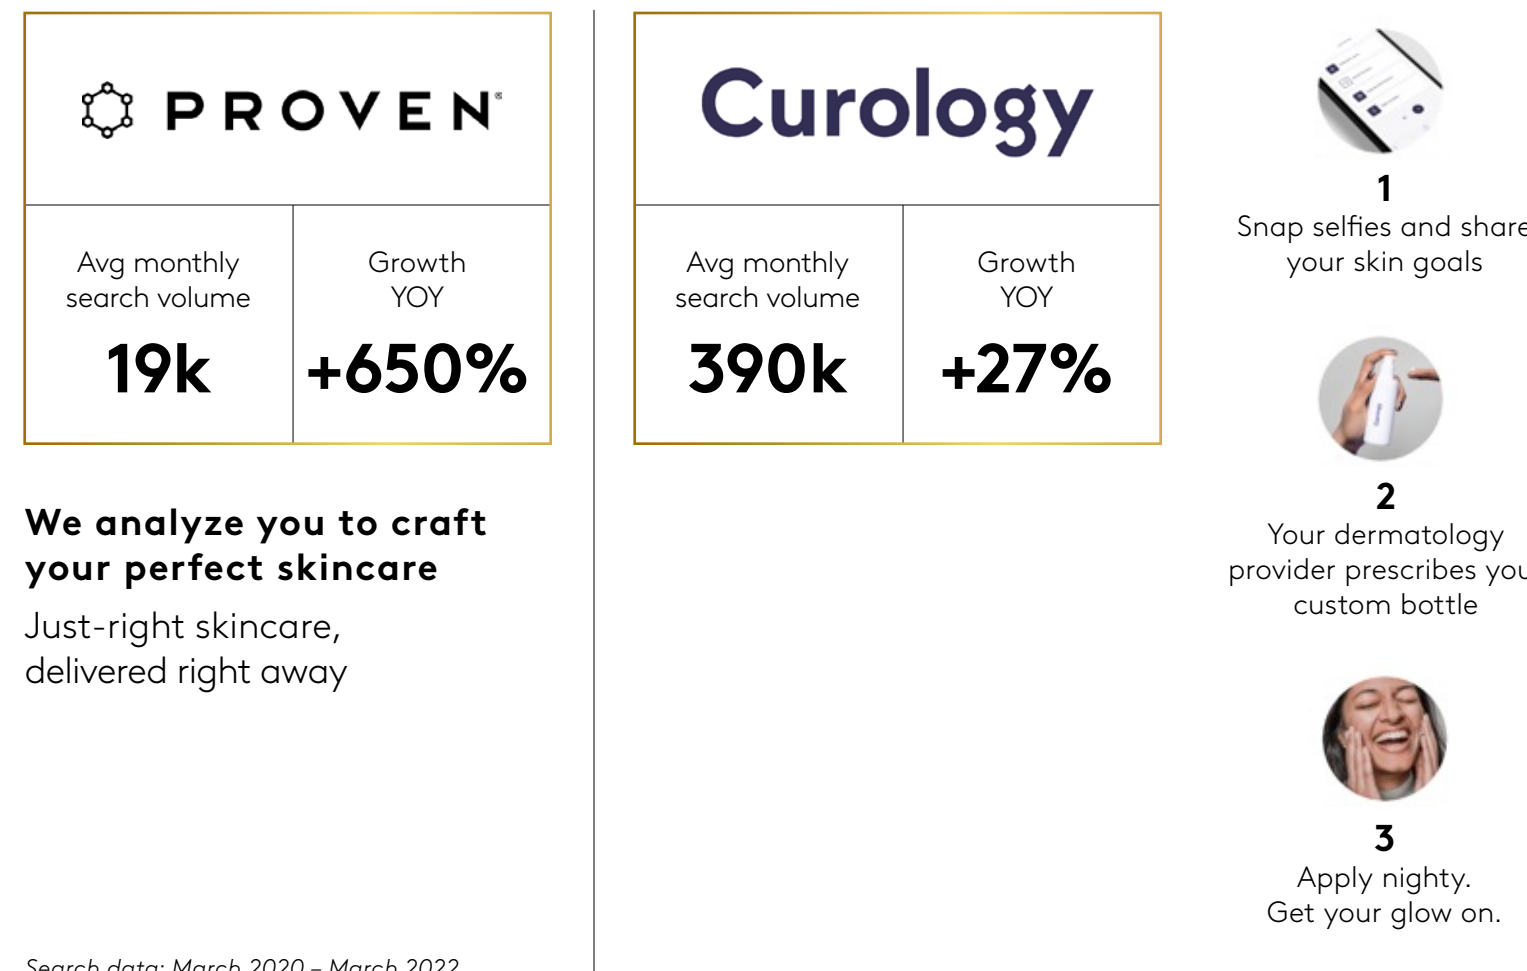 PROVEN
Avg monthly
search volume
19k
Growth
YOY
+650%
We analyze you to craft
your perfect skincare
Just-right skincare,
delivered right away
Search data: March 2020 – March 2022
Curology
Avg monthly
search volume
390k
Growth
YOY
+27%
1
Snap selfies and share
your skin goals
2
Your dermatology
provider prescribes you
custom bottle
3
Apply nighty.
Get your glow on.